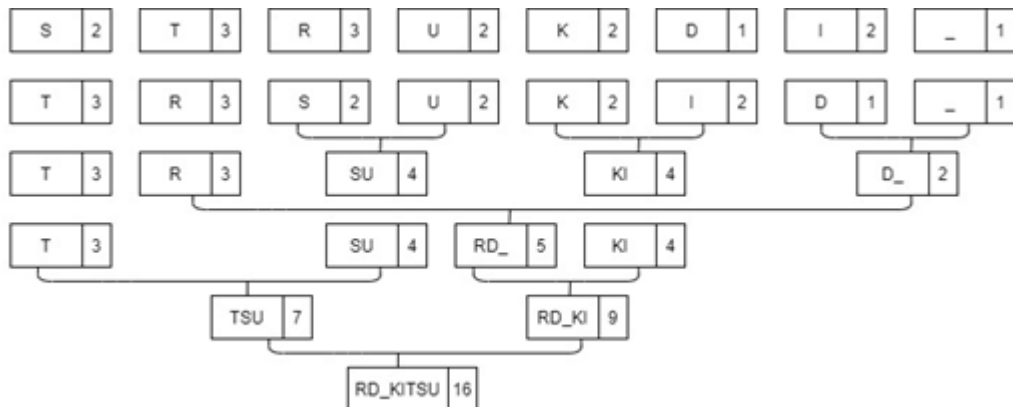 S 2 T 3 R 3 U 2 K 2 D 1 I 2 _ 1
T 3 R 3 S 2 U 2 K 2 I 2 D 1 _ 1
T 3 R 3 SU 4 KI 4 D_ 2
T 3 SU 4 RD_ 5 KI 4
TSU 7 RD_KI 9
RD_KITSU 16